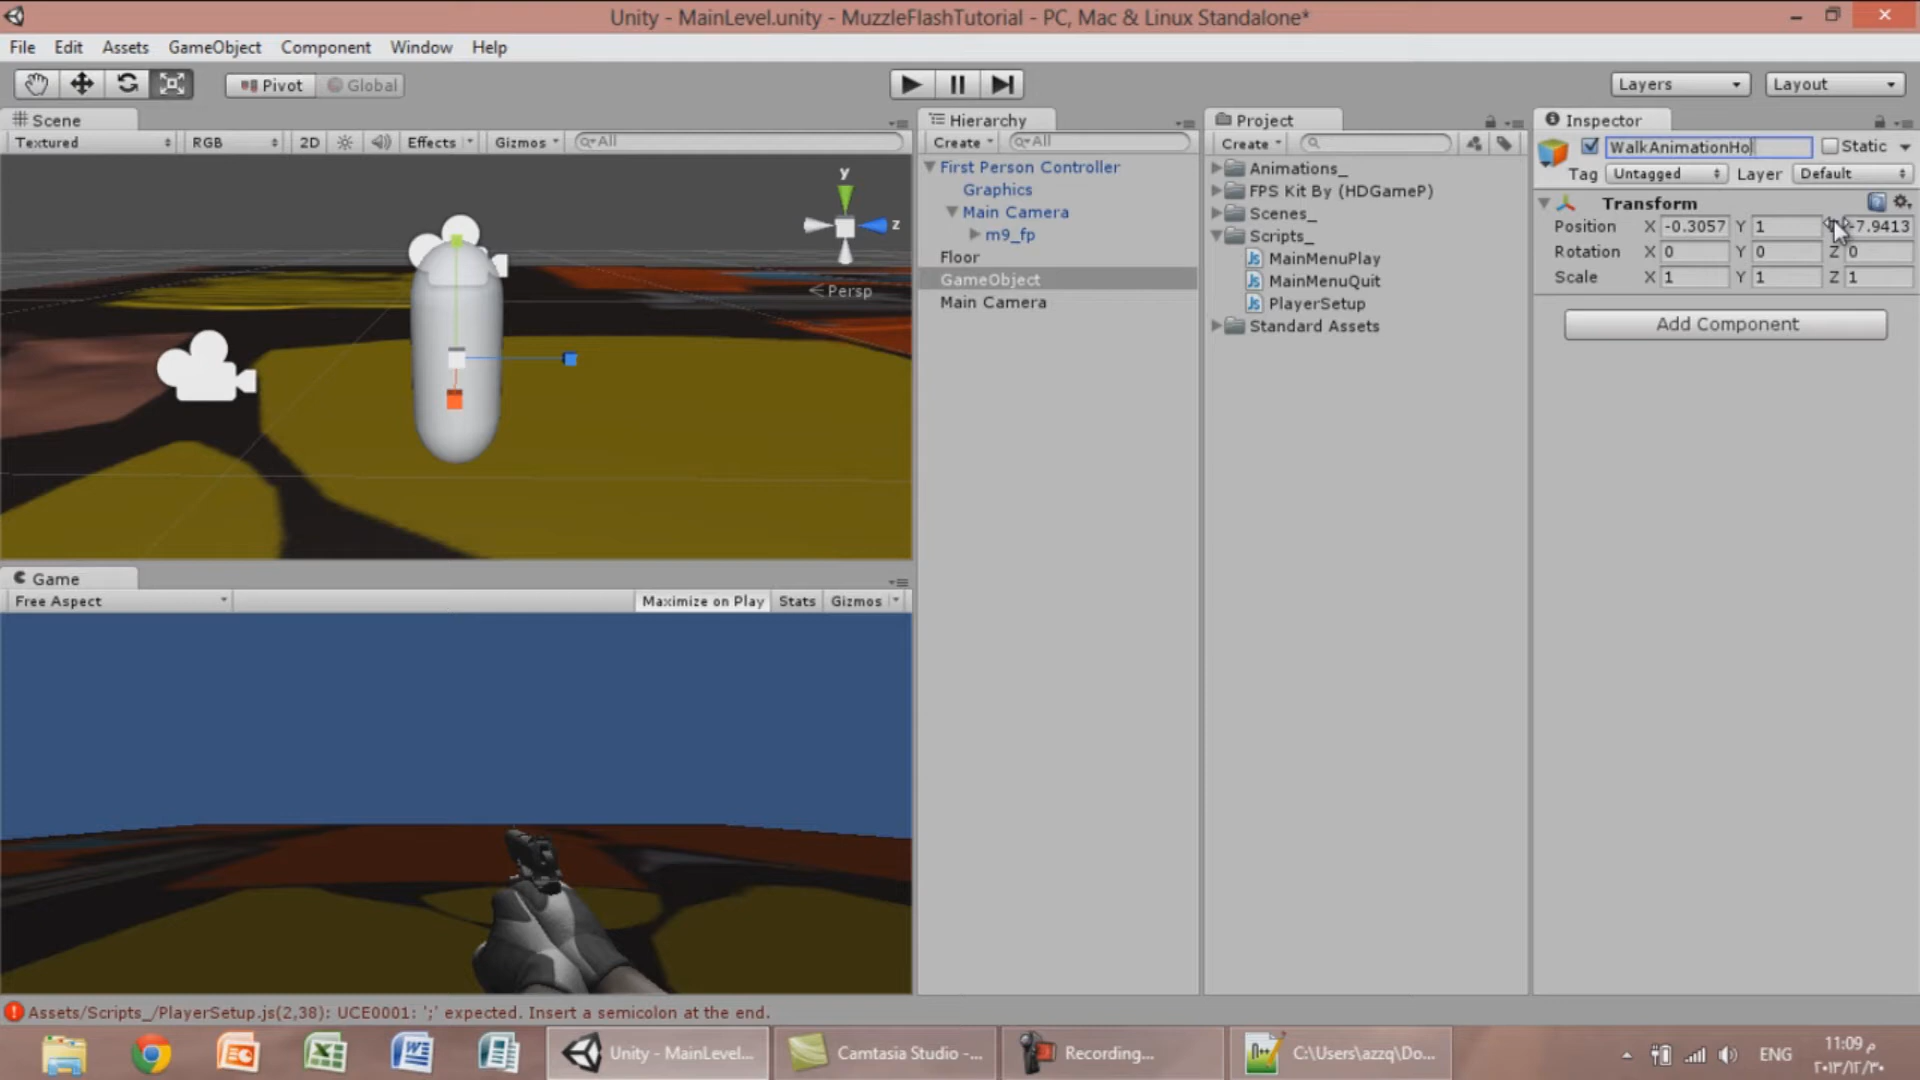 Unity - MainLevel.unity - MuzzleFlashTutorial - PC, Mac & Linux Standalone*
File Edit Assets GameObject Component Window Help
Pivot Global Layers Layout
Scene
Textured RGB 2D Effects Gizmos All
y
z
Persp
Game
Free Aspect Maximize on Play Stats Gizmos
Hierarchy
Create All
First Person Controller
Graphics
Main Camera
m9_fp
Floor
GameObject
Main Camera
Project
Create
Animations_
FPS Kit By (HDGameP)
Scenes_
Scripts_
MainMenuPlay
MainMenuQuit
PlayerSetup
Standard Assets
Inspector
WalkAnimationHo Static
Tag Untagged Layer Default
Transform
Position X -0.3057 Y 1 -7.9413
Rotation X 0 Y 0 Z 0
Scale X 1 Y 1 Z 1
Add Component
Assets/Scripts_/PlayerSetup.js(2,38): UCE0001: ';' expected. Insert a semicolon at the end.
Unity - MainLevel... Camtasia Studio -... Recording... C:\Users\azzq\Do... ENG
11:09 م
٢٠١٣/١٢/٣٠